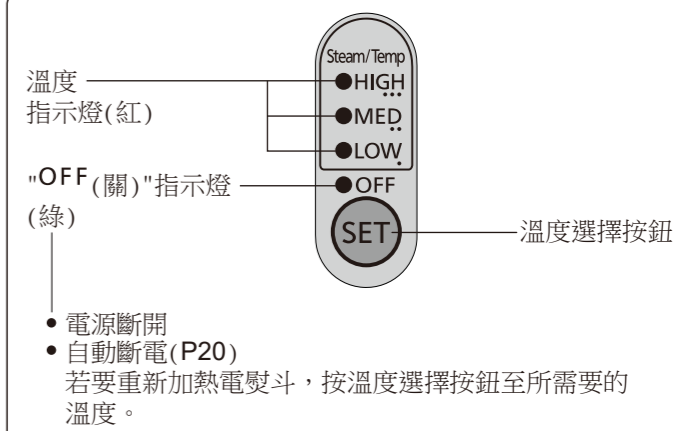 Steam/Temp
HIGH
MED
LOW
OFF
SET
溫度
指示燈(紅)
"OFF(關)"指示燈
(綠)
溫度選擇按鈕
• 電源斷開
• 自動斷電(P20)
若要重新加熱電熨斗，按溫度選擇按鈕至所需要的
溫度。